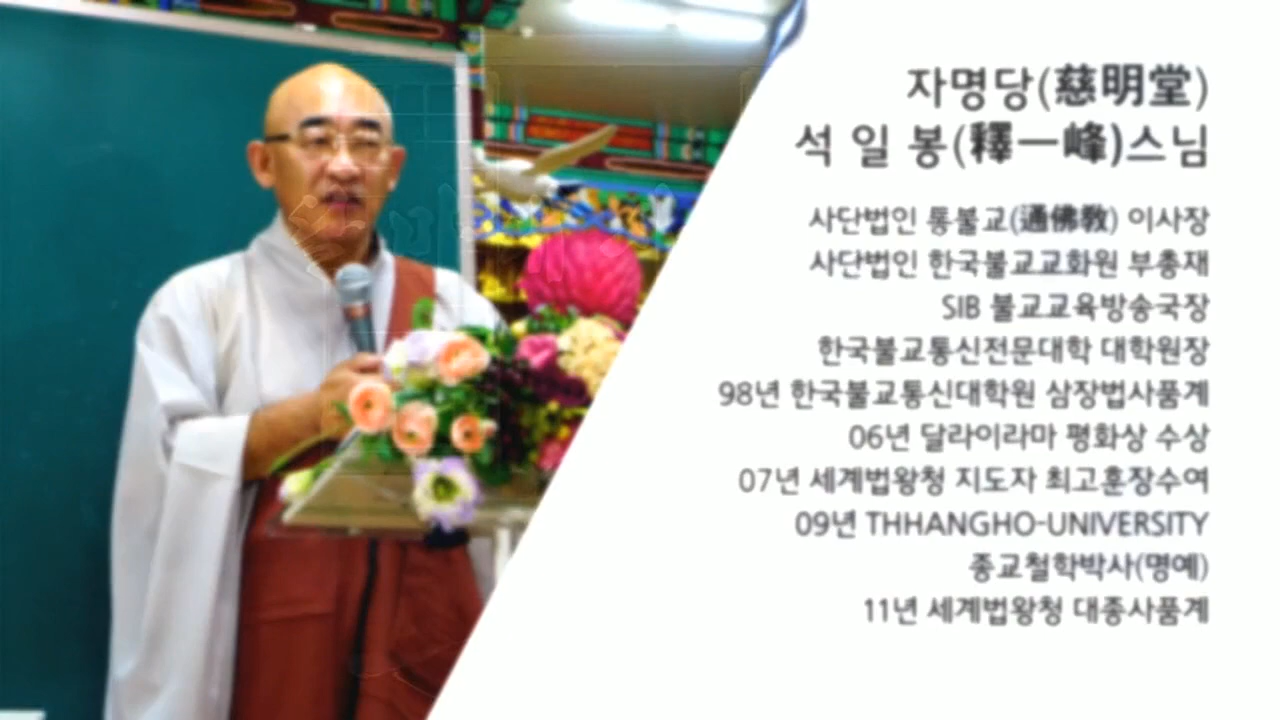 자명당(慈明堂)
석 일 봉(釋一峰)스님
사단법인 통불교(通佛敎) 이사장
사단법인 한국불교교화원 부총재
SIB 불교교육방송국장
한국불교통신전문대학 대학원장
98년 한국불교통신대학원 삼장법사품계
06년 달라이라마 평화상 수상
07년 세계법왕청 지도자 최고훈장수여
09년 THHANGHO-UNIVERSITY
종교철학박사(명예)
11년 세계법왕청 대종사품계